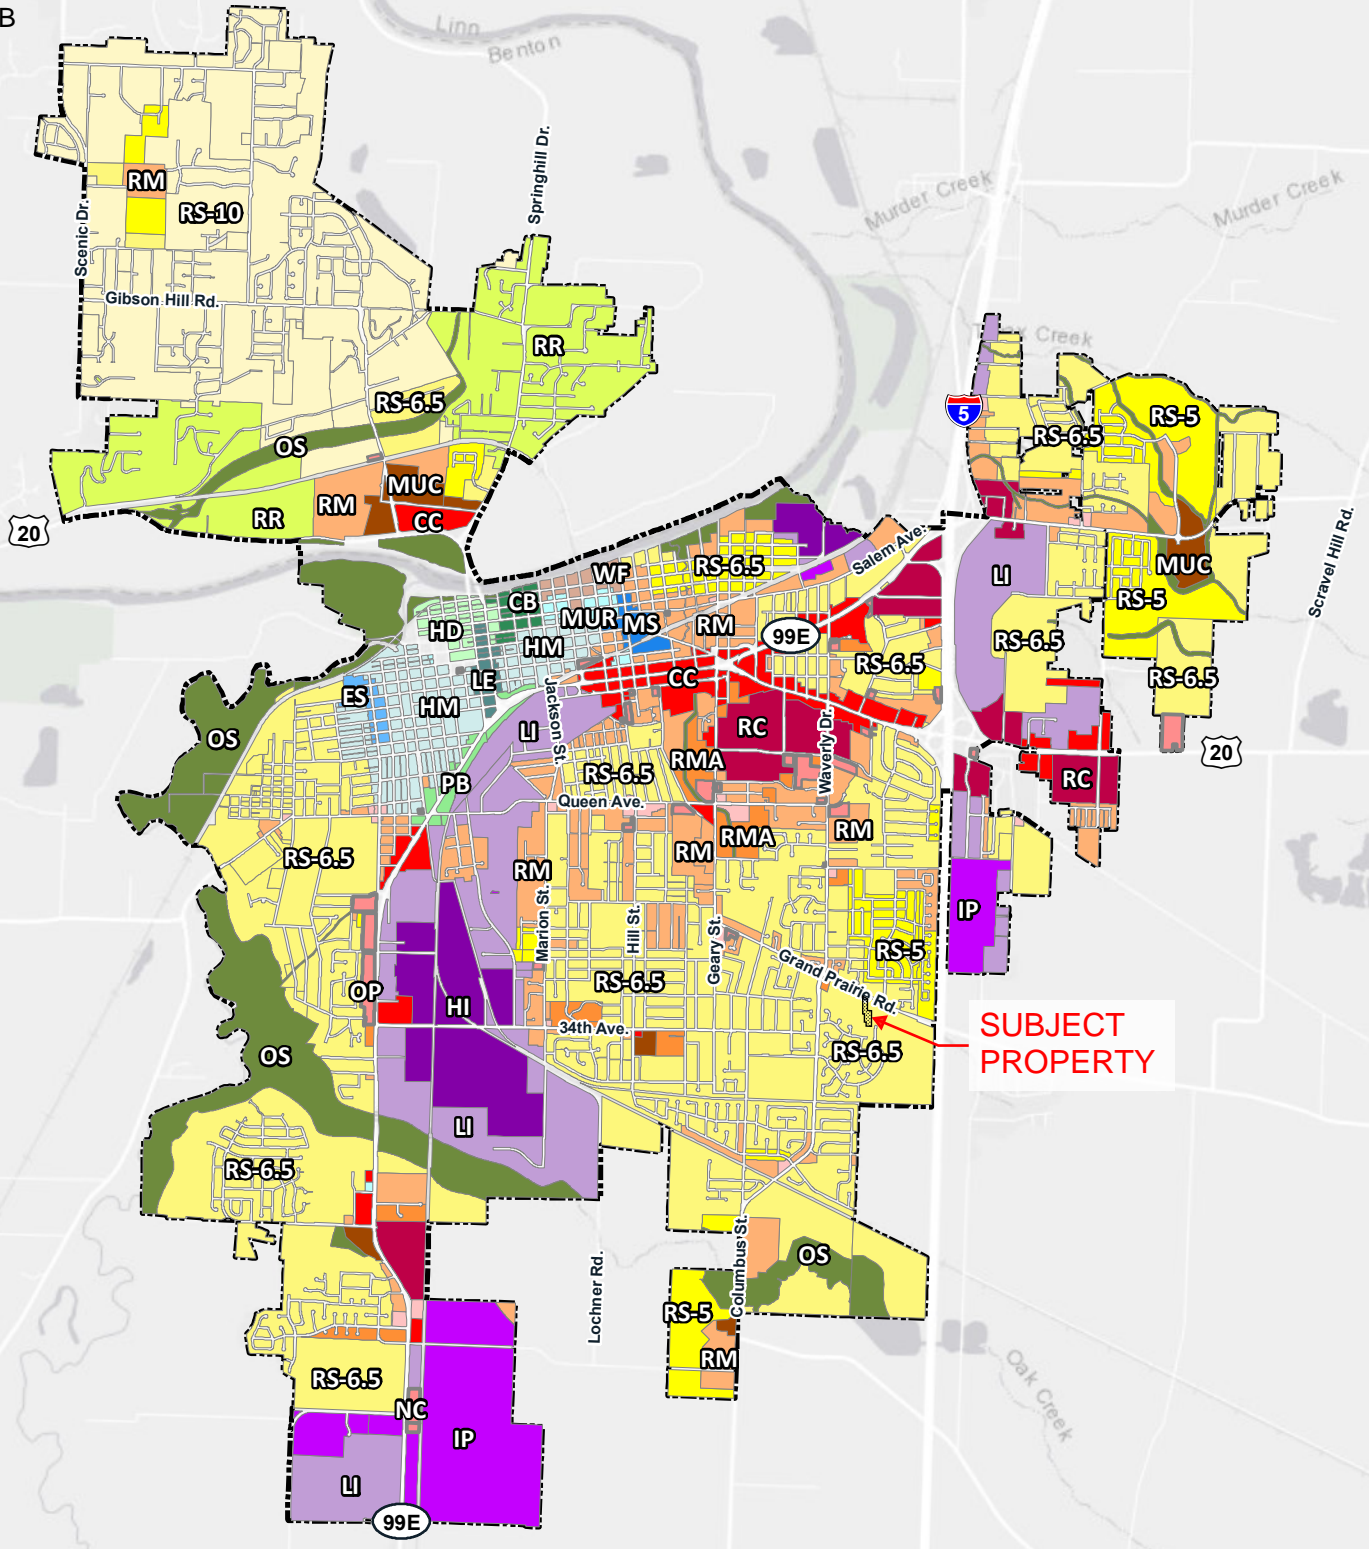 B
Linn
Benton
Springhill Dr.
Murder Creek
Murder Creek
RM
RS-10
Scenic Dr.
Gibson Hill Rd.
Creek
RR
RS-6.5
5
RS-5
RS-6.5
OS
MUC
RM
CC
RR
20
Salem Ave.
WF
RS-6.5
LI
MUC
RS-5
Scravel Hill Rd.
CB
MUR
MS
RM
HD
HM
99E
RS-6.5
RS-6.5
LE
CC
RS-6.5
ES
HM
Jackson St.
OS
LI
RC
Waverly Dr.
20
RMA
RS-6.5
RC
PB
Queen Ave.
RMA
RM
RM
RS-6.5
RM
IP
Marion St.
Hill St.
Geary St.
RS-5
Grand Prairie Rd.
RS-6.5
OP
HI
34th Ave.
SUBJECT
PROPERTY
RS-6.5
OS
LI
RS-6.5
Columbus St.
OS
Lochner Rd.
RS-5
RM
Oak Creek
RS-6.5
NC
IP
LI
99E